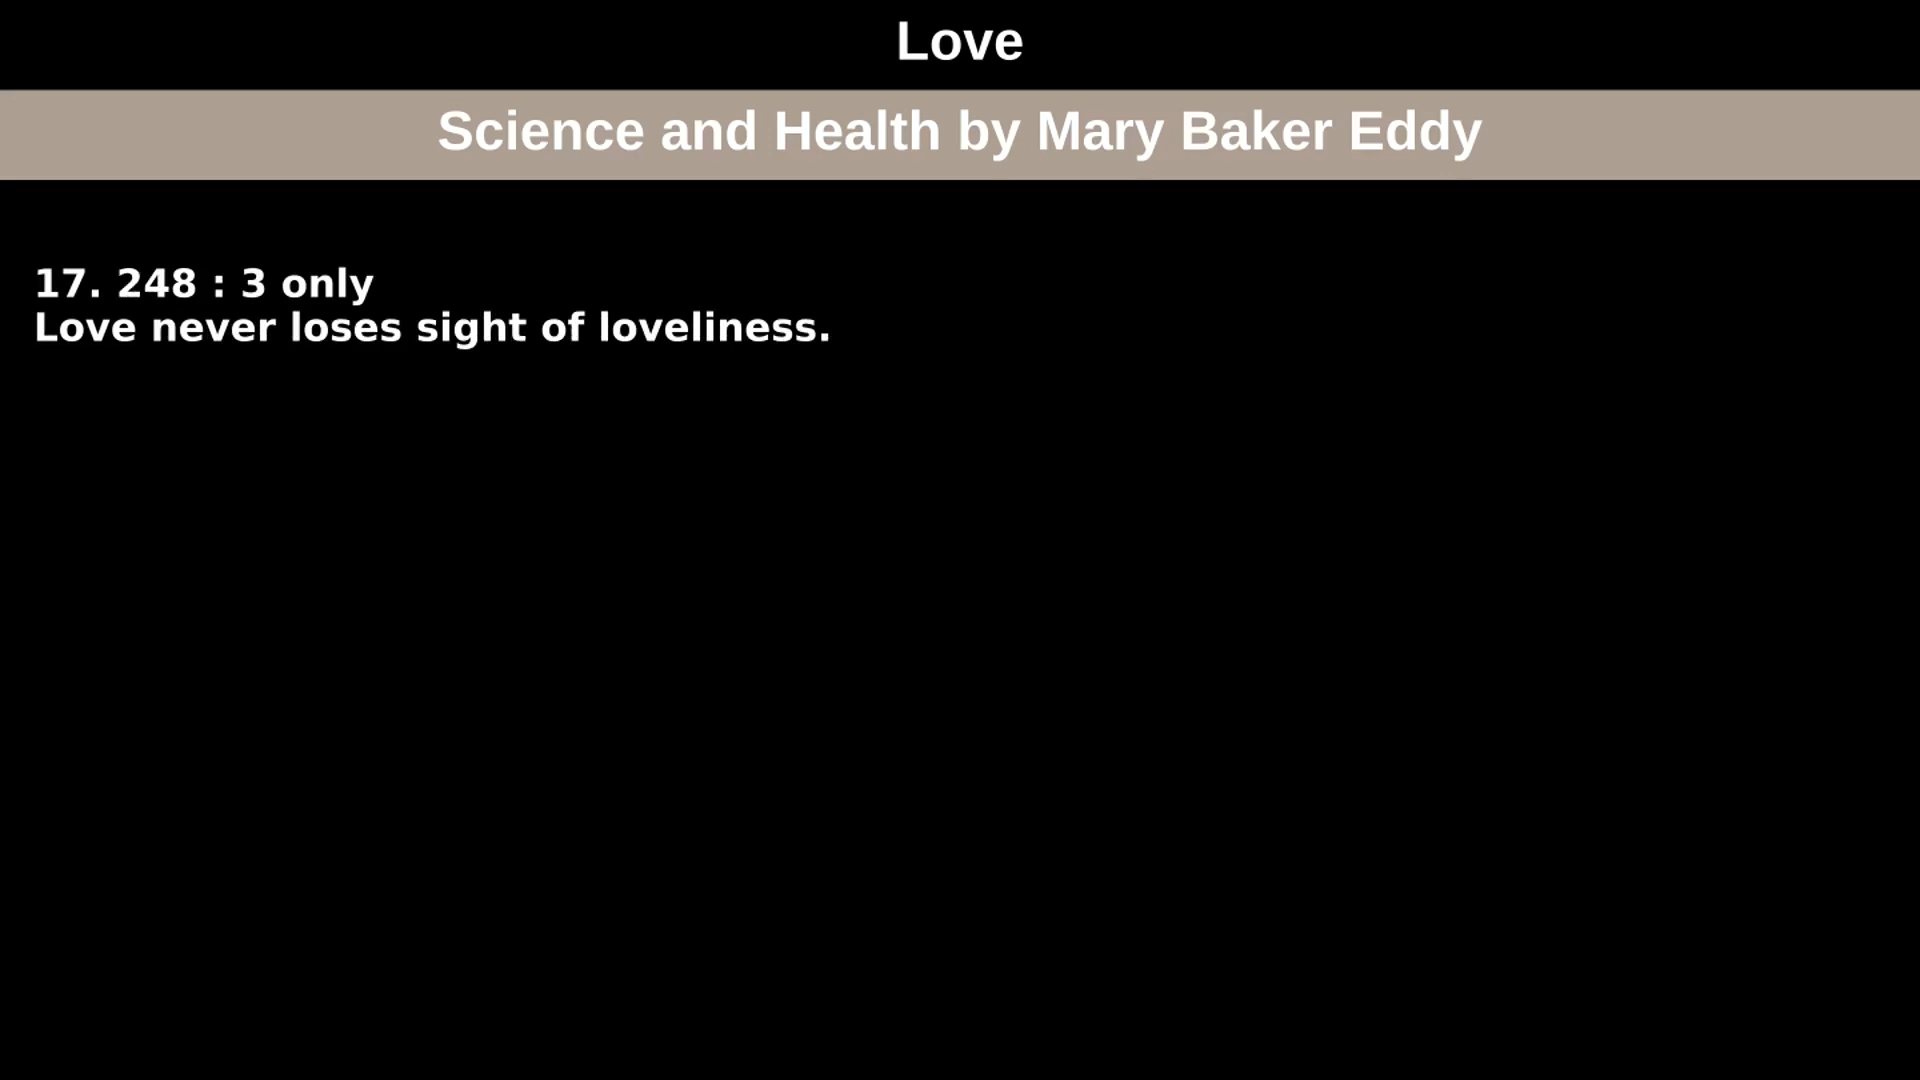 Love
Science and Health by Mary Baker Eddy
17. 248 : 3 only
Love never loses sight of loveliness.